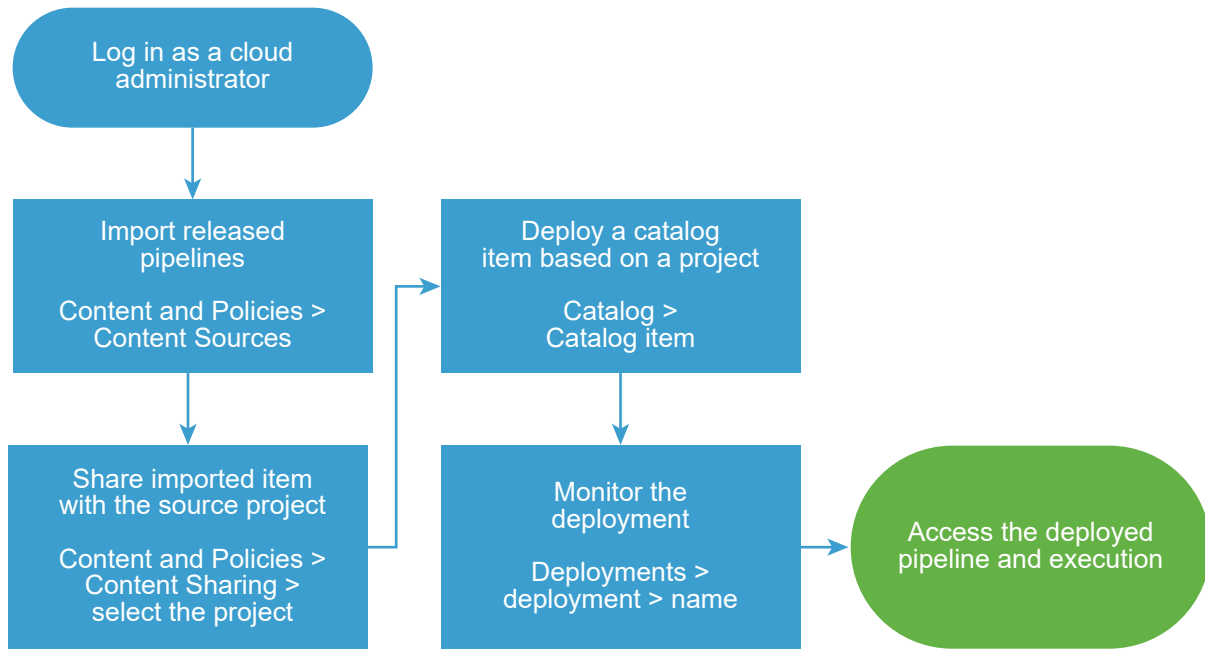 Log in as a cloud
administrator
Import released
pipelines
Content and Policies >
Content Sources
Share imported item
with the source project
Content and Policies >
Content Sharing >
select the project
Deploy a catalog
item based on a project
Catalog >
Catalog item
Monitor the
deployment
Deployments >
deployment > name
Access the deployed
pipeline and execution